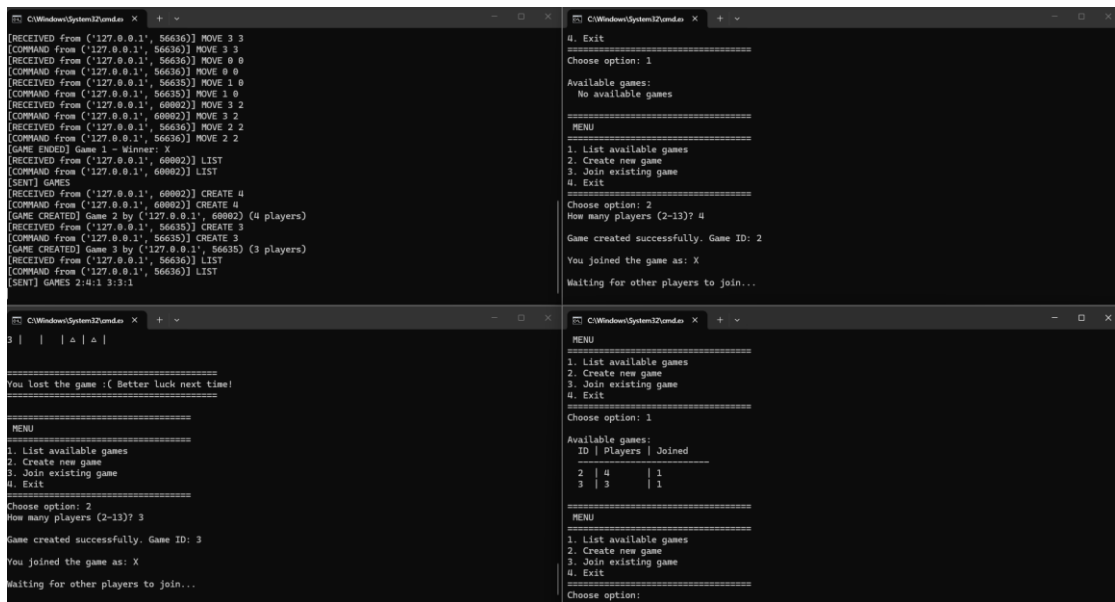 C:\Windows\System32\cmd.e
[RECEIVED from ('127.0.0.1', 56636)] MOVE 3 3
[COMMAND from ('127.0.0.1', 56636)] MOVE 3 3
[RECEIVED from ('127.0.0.1', 56636)] MOVE 0 0
[COMMAND from ('127.0.0.1', 56636)] MOVE 0 0
[RECEIVED from ('127.0.0.1', 56635)] MOVE 1 0
[COMMAND from ('127.0.0.1', 56635)] MOVE 1 0
[RECEIVED from ('127.0.0.1', 60002)] MOVE 3 2
[COMMAND from ('127.0.0.1', 60002)] MOVE 3 2
[RECEIVED from ('127.0.0.1', 56636)] MOVE 2 2
[COMMAND from ('127.0.0.1', 56636)] MOVE 2 2
[GAME ENDED] Game 1 - Winner: X
[RECEIVED from ('127.0.0.1', 60002)] LIST
[COMMAND from ('127.0.0.1', 60002)] LIST
[SENT] GAMES
[RECEIVED from ('127.0.0.1', 60002)] CREATE 4
[COMMAND from ('127.0.0.1', 60002)] CREATE 4
[GAME CREATED] Game 2 by ('127.0.0.1', 60002) (4 players)
[RECEIVED from ('127.0.0.1', 56635)] CREATE 3
[COMMAND from ('127.0.0.1', 56635)] CREATE 3
[GAME CREATED] Game 3 by ('127.0.0.1', 56635) (3 players)
[RECEIVED from ('127.0.0.1', 56636)] LIST
[COMMAND from ('127.0.0.1', 56636)] LIST
[SENT] GAMES 2:4:1 3:3:1
C:\Windows\System32\cmd.e
4. Exit
===================================
Choose option: 1
Available games:
No available games
===================================
MENU
===================================
1. List available games
2. Create new game
3. Join existing game
4. Exit
===================================
Choose option: 2
How many players (2-13)? 4
Game created successfully. Game ID: 2
You joined the game as: X
Waiting for other players to join...
C:\Windows\System32\cmd.e
3 |   |   | △ | △ |
========================================
You lost the game :( Better luck next time!
========================================
===================================
MENU
===================================
1. List available games
2. Create new game
3. Join existing game
4. Exit
===================================
Choose option: 2
How many players (2-13)? 3
Game created successfully. Game ID: 3
You joined the game as: X
Waiting for other players to join...
C:\Windows\System32\cmd.e
MENU
===================================
1. List available games
2. Create new game
3. Join existing game
4. Exit
===================================
Choose option: 1
Available games:
ID | Players | Joined
-------------------------
2 | 4 | 1
3 | 3 | 1
===================================
MENU
===================================
1. List available games
2. Create new game
3. Join existing game
4. Exit
===================================
Choose option: